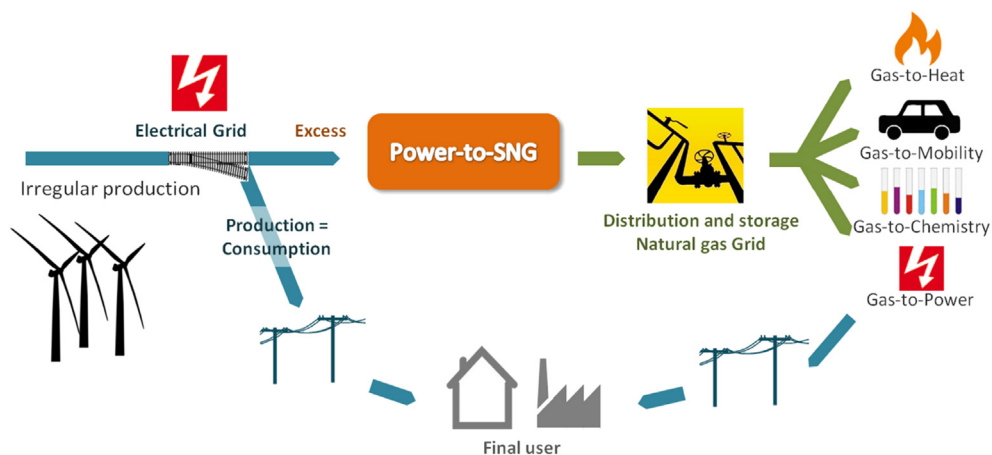 Electrical Grid
Excess
Irregular production
Production =
Consumption
Power-to-SNG
Distribution and storage
Natural gas Grid
Gas-to-Heat
Gas-to-Mobility
Gas-to-Chemistry
Gas-to-Power
Final user